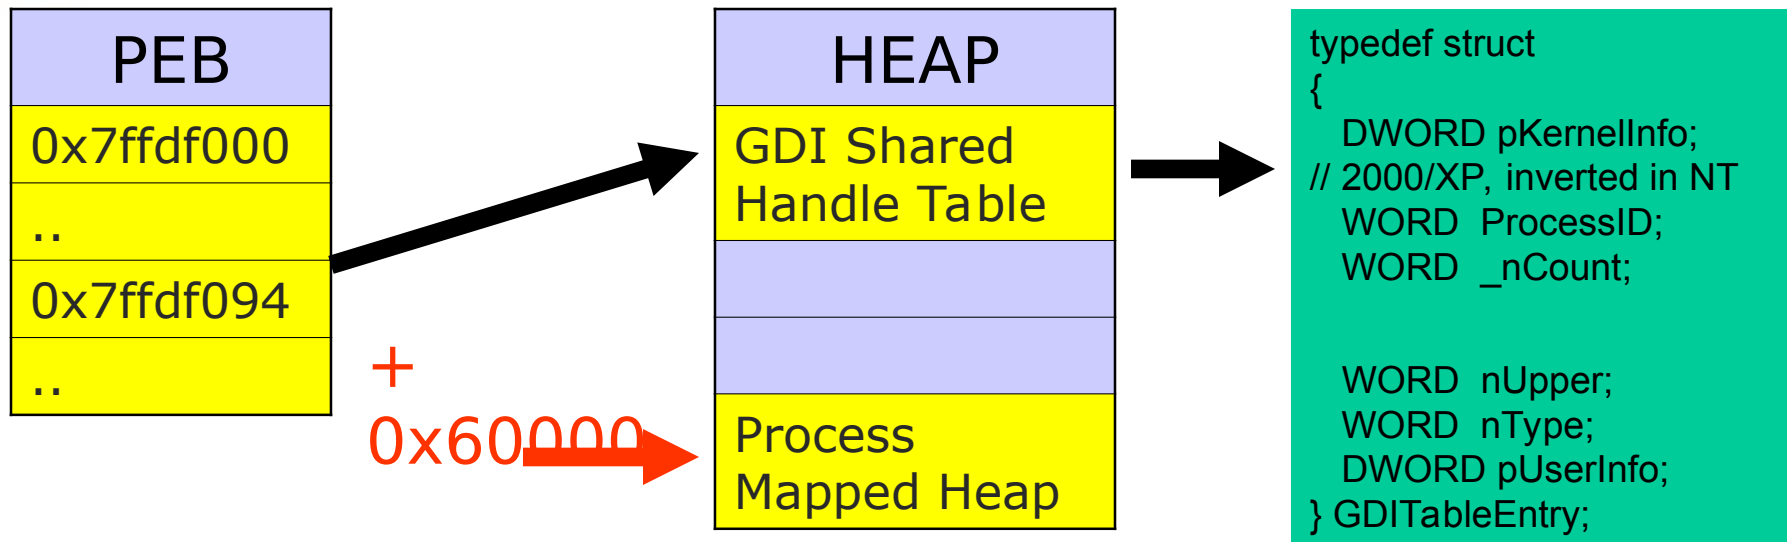 PEB
0x7ffdf000
..
0x7ffdf094
..
+
0x60000
HEAP
GDI Shared
Handle Table
Process
Mapped Heap
typedef struct
{
DWORD pKernelInfo;
// 2000/XP, inverted in NT
WORD ProcessID;
WORD _nCount;
WORD nUpper;
WORD nType;
DWORD pUserInfo;
} GDITableEntry;